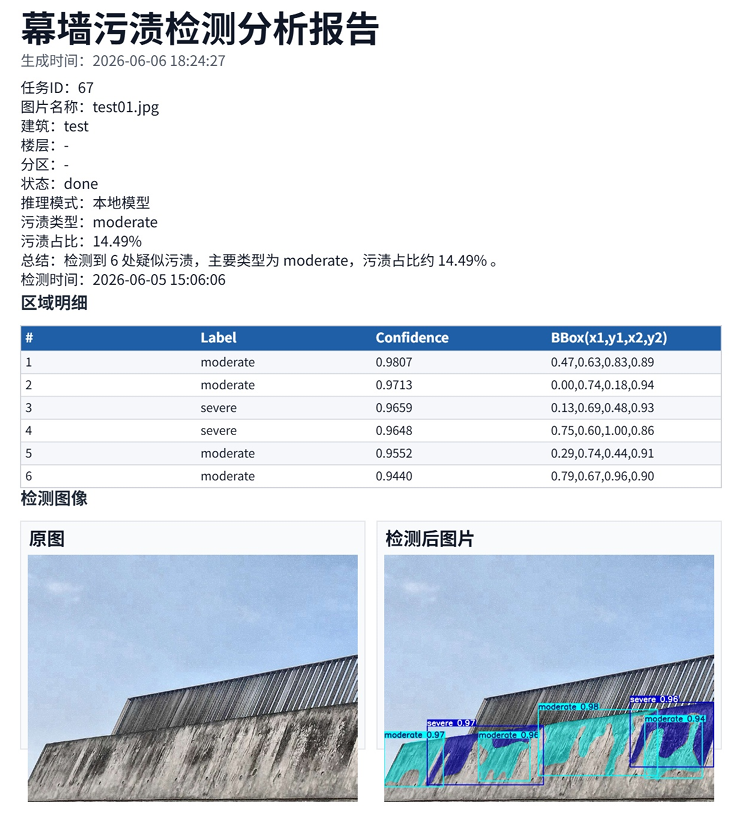 幕墙污渍检测分析报告
生成时间：2026-06-06 18:24:27
任务ID：67
图片名称：test01.jpg
建筑：test
楼层：-
分区：-
状态：done
推理模式：本地模型
污渍类型：moderate
污渍占比：14.49%
总结：检测到 6 处疑似污渍，主要类型为 moderate，污渍占比约 14.49% 。
检测时间：2026-06-05 15:06:06
区域明细
# Label Confidence BBox(x1,y1,x2,y2)
1 moderate 0.9807 0.47,0.63,0.83,0.89
2 moderate 0.9713 0.00,0.74,0.18,0.94
3 severe 0.9659 0.13,0.69,0.48,0.93
4 severe 0.9648 0.75,0.60,1.00,0.86
5 moderate 0.9552 0.29,0.74,0.44,0.91
6 moderate 0.9440 0.79,0.67,0.96,0.90
检测图像
原图
检测后图片
severe 0.96
moderate 0.98
moderate 0.94
severe 0.97
moderate 0.97
moderate 0.96